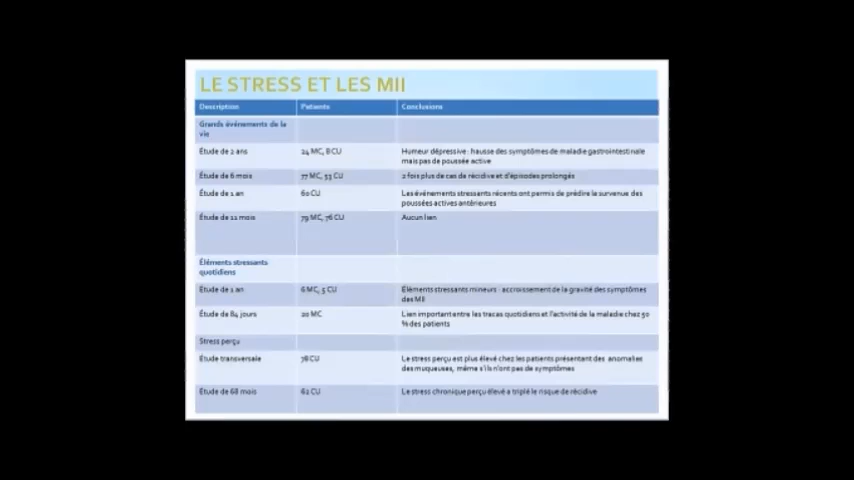 LE STRESS ET LES MII
Description Patients Conclusions
Grands événements de la
vie
Étude de 2 ans 24 MC, 8 CU Humeur dépressive : hausse des symptômes de maladie gastrointestinale
mais pas de poussée active
Étude de 6 mois 77 MC, 53 CU 2 fois plus de cas de récidive et d'épisodes prolongés
Étude de 1 an 60 CU Les événements stressants récents ont permis de prédire la survenue des
poussées actives antérieures
Étude de 12 mois 79 MC, 76 CU Aucun lien
Éléments stressants
quotidiens
Étude de 1 an 6 MC, 5 CU Éléments stressants mineurs : accroissement de la gravité des symptômes
des MII
Étude de 84 jours 20 MC Lien important entre les tracas quotidiens et l'activité de la maladie chez 50
% des patients
Stress perçu
Étude transversale 78 CU Le stress perçu est plus élevé chez les patients présentant des anomalies
des muqueuses, même s'ils n'ont pas de symptômes
Étude de 68 mois 62 CU Le stress chronique perçu élevé a triplé le risque de récidive